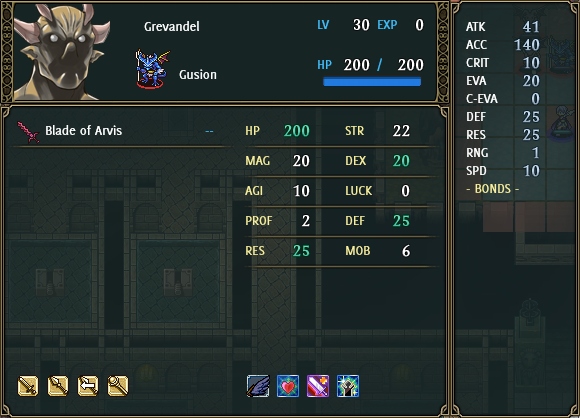 Grevandel
LV 30 EXP 0
HP 200 / 200
Gusion
Blade of Arvis --
HP 200 STR 22
MAG 20 DEX 20
AGI 10 LUCK 0
PROF 2 DEF 25
RES 25 MOB 6
ATK 41
ACC 140
CRIT 10
EVA 20
C-EVA 0
DEF 25
RES 25
RNG 1
SPD 10
- BONDS -